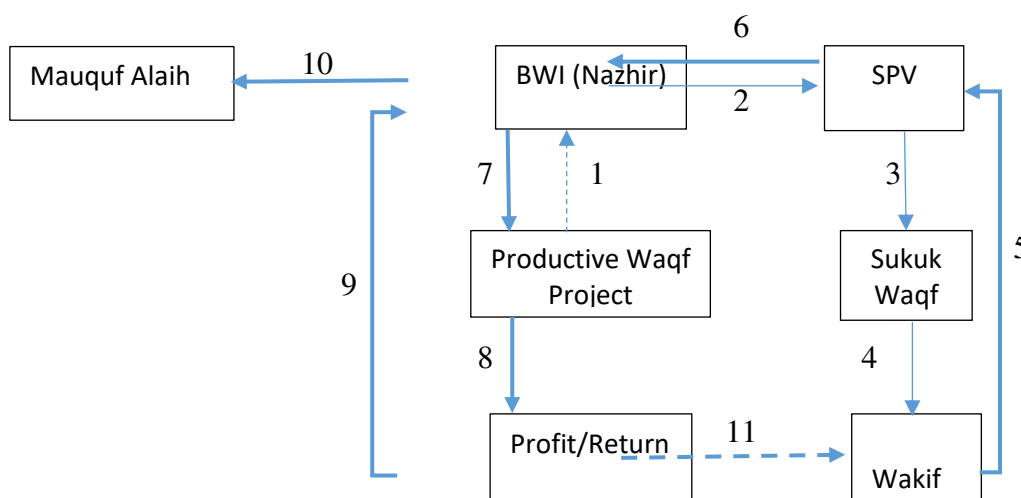 6
Mauquf Alaih
10
BWI (Nazhir)
2
SPV
7
1
3
5
9
Productive Waqf
Project
Sukuk
Waqf
8
4
Profit/Return
11
Wakif